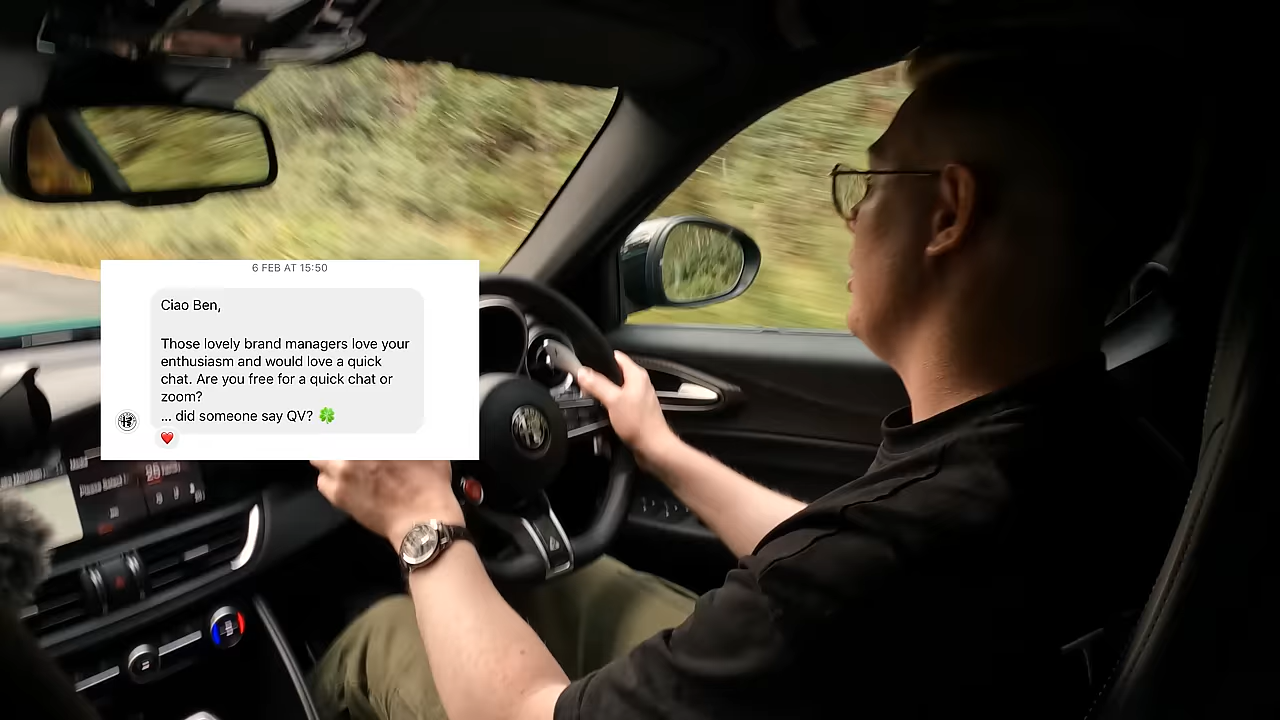 6 FEB AT 15:50
Ciao Ben,
Those lovely brand managers love your
enthusiasm and would love a quick
chat. Are you free for a quick chat or
zoom?
... did someone say QV? 🍀